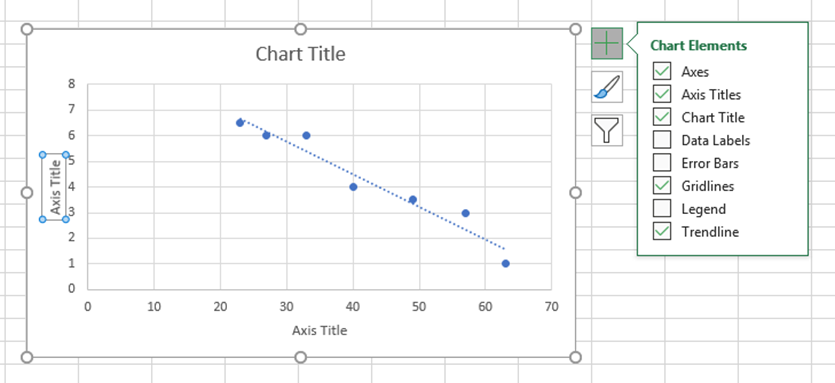 Chart Title
8
7
6
5
4
3
2
1
0
Axis Title
0 10 20 30 40 50 60 70
Axis Title
Chart Elements
Axes
Axis Titles
Chart Title
Data Labels
Error Bars
Gridlines
Legend
Trendline